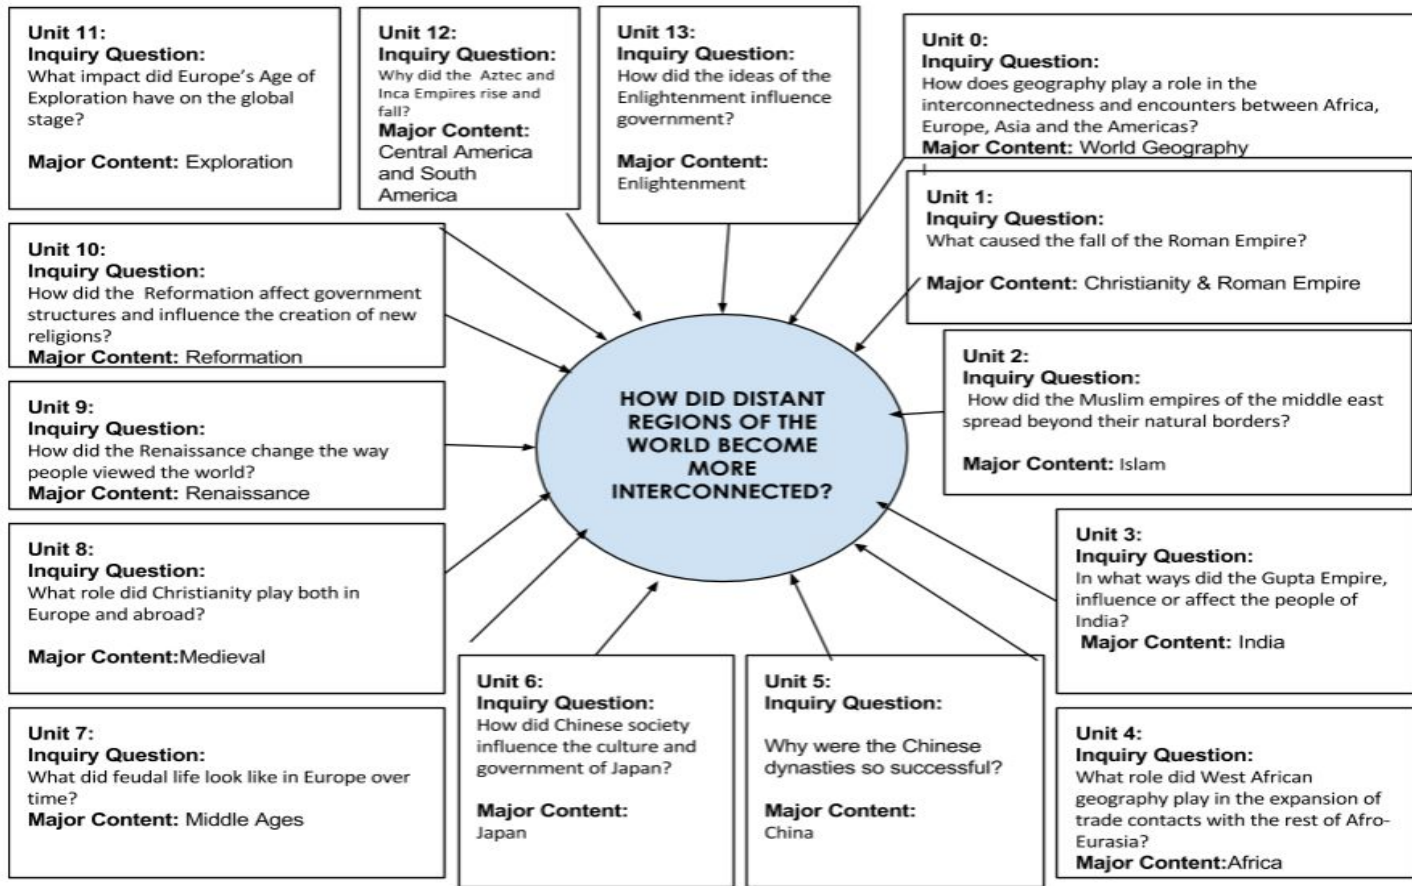 Unit 11:
Inquiry Question:
What impact did Europe's Age of
Exploration have on the global
stage?
Major Content: Exploration
Unit 12:
Inquiry Question:
Why did the Aztec and
Inca Empires rise and
fall?
Major Content:
Central America
and South
America
Unit 13:
Inquiry Question:
How did the ideas of the
Enlightenment influence
government?
Major Content:
Enlightenment
Unit 0:
Inquiry Question:
How does geography play a role in the
interconnectedness and encounters between Africa,
Europe, Asia and the Americas?
Major Content: World Geography
Unit 1:
Inquiry Question:
What caused the fall of the Roman Empire?
Major Content: Christianity & Roman Empire
Unit 10:
Inquiry Question:
How did the Reformation affect government
structures and influence the creation of new
religions?
Major Content: Reformation
Unit 2:
Inquiry Question:
How did the Muslim empires of the middle east
spread beyond their natural borders?
Major Content: Islam
HOW DID DISTANT
REGIONS OF THE
WORLD BECOME
MORE
INTERCONNECTED?
Unit 9:
Inquiry Question:
How did the Renaissance change the way
people viewed the world?
Major Content: Renaissance
Unit 3:
Inquiry Question:
In what ways did the Gupta Empire,
influence or affect the people of
India?
Major Content: India
Unit 8:
Inquiry Question:
What role did Christianity play both in
Europe and abroad?
Major Content:Medieval
Unit 7:
Inquiry Question:
What did feudal life look like in Europe over
time?
Major Content: Middle Ages
Unit 6:
Inquiry Question:
How did Chinese society
influence the culture and
government of Japan?
Major Content:
Japan
Unit 5:
Inquiry Question:
Why were the Chinese
dynasties so successful?
Major Content:
China
Unit 4:
Inquiry Question:
What role did West African
geography play in the expansion of
trade contacts with the rest of Afro-
Eurasia?
Major Content:Africa